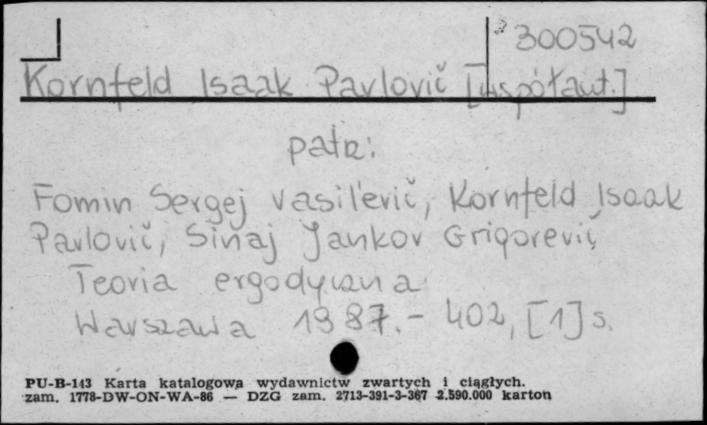 300542
Kornfeld Isaak Pavlovič [współaut.]
patrz:
Fomin Sergej Vasil'evič, Kornfeld Isaak
Pavlovič, Sinaj Jankov Grigorevič
Teoria ergodyczna
Warszawa 1987.- 402, [1] s.
PU-B-143 Karta katalogowa wydawnictw zwartych i ciągłych.
zam. 1778-DW-ON-WA-86 — DZG zam. 2713-391-3-367 2.590.000 karton